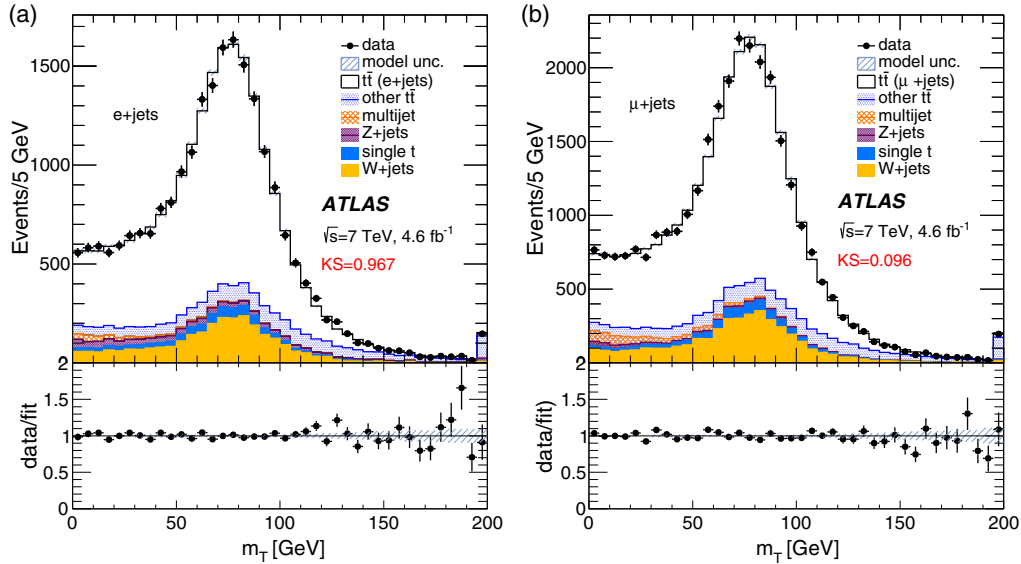 (a)
Events/5 GeV
1500
1000
500
data
model unc.
tt̄ (e+jets)
other tt̄
multijet
Z+jets
single t
W+jets
e+jets
ATLAS
√s=7 TeV, 4.6 fb⁻¹
KS=0.967
data/fit
2
1.5
1
0.5
0
0 50 100 150 200
m_T [GeV]
(b)
Events/5 GeV
2000
1500
1000
500
data
model unc.
tt̄ (μ +jets)
other tt̄
multijet
Z+jets
single t
W+jets
μ+jets
ATLAS
√s=7 TeV, 4.6 fb⁻¹
KS=0.096
data/fit)
2
1.5
1
0.5
0
0 50 100 150 200
m_T [GeV]